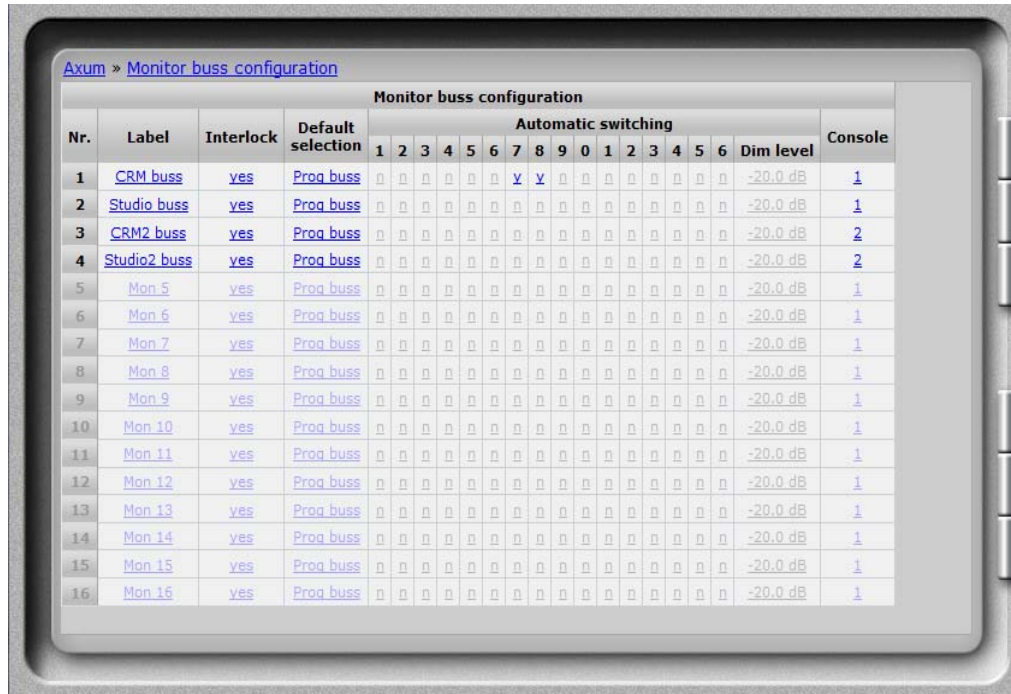 Axum » Monitor buss configuration
Monitor buss configuration
Nr. Label Interlock Default selection Automatic switching Console
1 2 3 4 5 6 7 8 9 0 1 2 3 4 5 6 Dim level
1 CRM buss yes Prog buss n n n n n n y y n n n n n n n n -20.0 dB 1
2 Studio buss yes Prog buss n n n n n n n n n n n n n n n n -20.0 dB 1
3 CRM2 buss yes Prog buss n n n n n n n n n n n n n n n n -20.0 dB 2
4 Studio2 buss yes Prog buss n n n n n n n n n n n n n n n n -20.0 dB 2
5 Mon 5 yes Prog buss n n n n n n n n n n n n n n n n -20.0 dB 1
6 Mon 6 yes Prog buss n n n n n n n n n n n n n n n n -20.0 dB 1
7 Mon 7 yes Prog buss n n n n n n n n n n n n n n n n -20.0 dB 1
8 Mon 8 yes Prog buss n n n n n n n n n n n n n n n n -20.0 dB 1
9 Mon 9 yes Prog buss n n n n n n n n n n n n n n n n -20.0 dB 1
10 Mon 10 yes Prog buss n n n n n n n n n n n n n n n n -20.0 dB 1
11 Mon 11 yes Prog buss n n n n n n n n n n n n n n n n -20.0 dB 1
12 Mon 12 yes Prog buss n n n n n n n n n n n n n n n n -20.0 dB 1
13 Mon 13 yes Prog buss n n n n n n n n n n n n n n n n -20.0 dB 1
14 Mon 14 yes Prog buss n n n n n n n n n n n n n n n n -20.0 dB 1
15 Mon 15 yes Prog buss n n n n n n n n n n n n n n n n -20.0 dB 1
16 Mon 16 yes Prog buss n n n n n n n n n n n n n n n n -20.0 dB 1